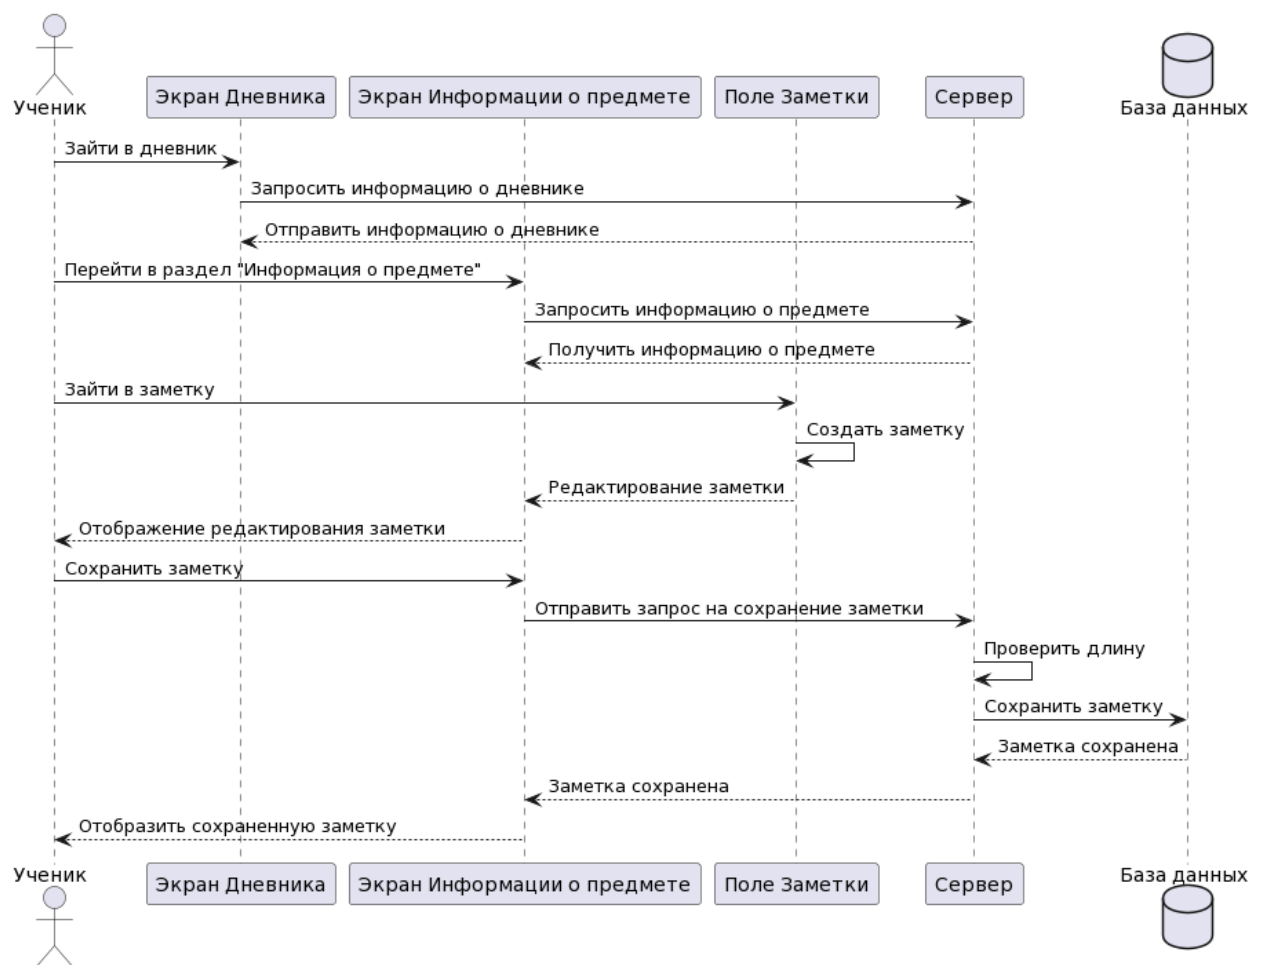 Ученик
Экран Дневника
Экран Информации о предмете
Поле Заметки
Сервер
База данных
Зайти в дневник
Запросить информацию о дневнике
Отправить информацию о дневнике
Перейти в раздел "Информация о предмете"
Запросить информацию о предмете
Получить информацию о предмете
Зайти в заметку
Создать заметку
Редактирование заметки
Отображение редактирования заметки
Сохранить заметку
Отправить запрос на сохранение заметки
Проверить длину
Сохранить заметку
Заметка сохранена
Заметка сохранена
Отобразить сохраненную заметку
Ученик
Экран Дневника
Экран Информации о предмете
Поле Заметки
Сервер
База данных